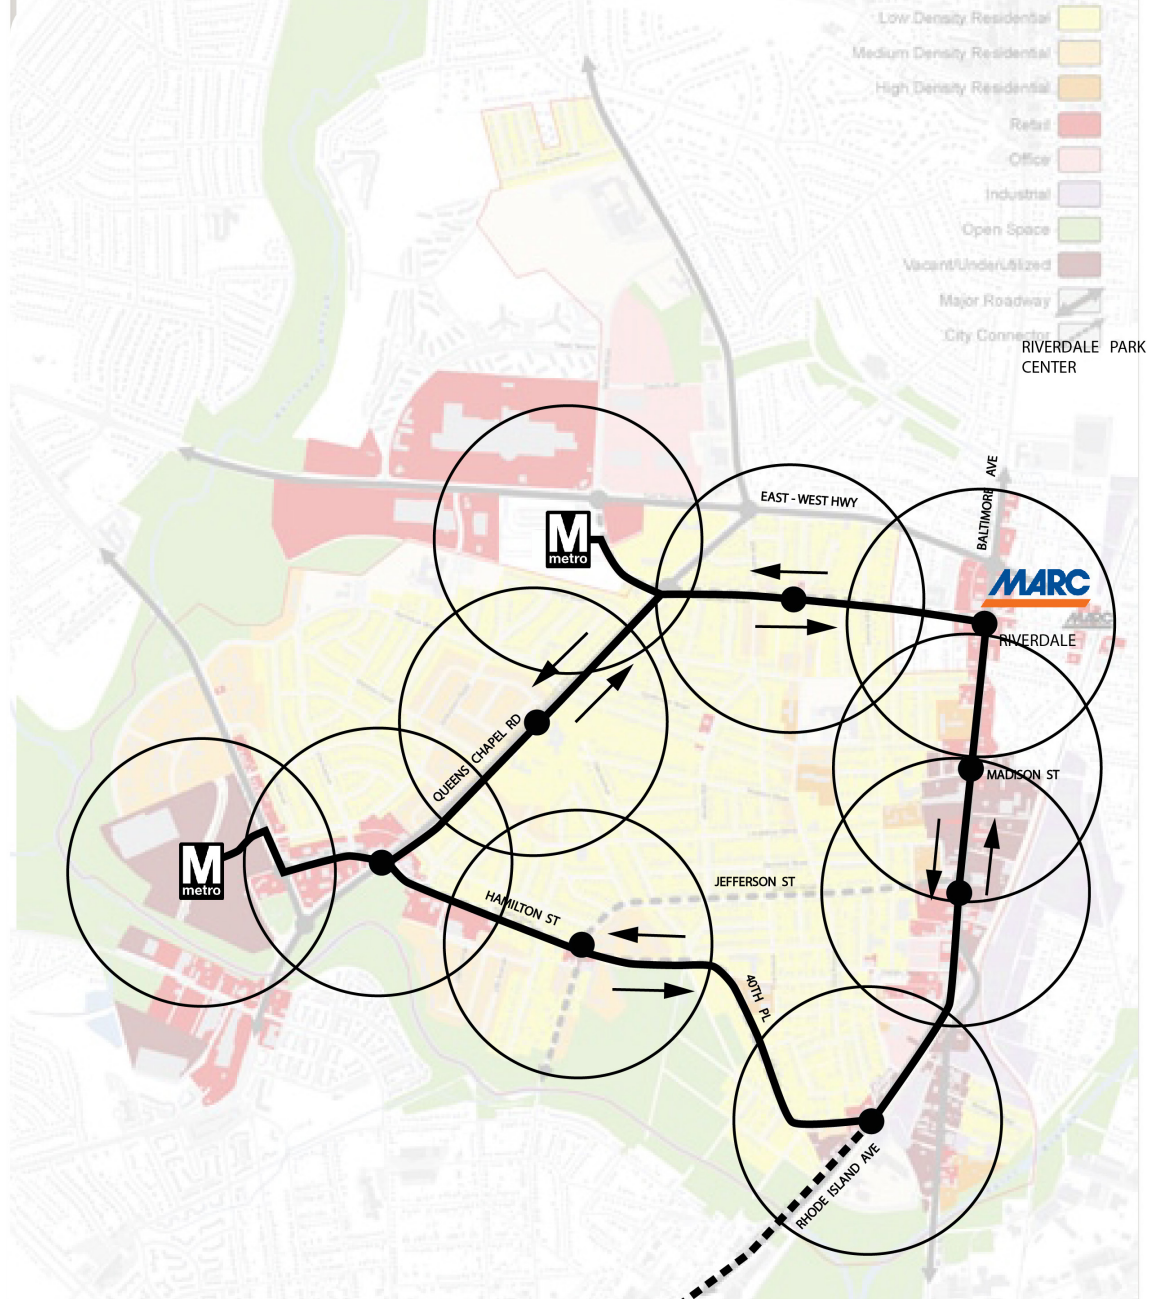 Low Density Residential
Medium Density Residential
High Density Residential
Retail
Office
Industrial
Open Space
Vacant/Underutilized
Major Roadway
City Connector
RIVERDALE PARK
CENTER
BALTIMORE AVE
EAST - WEST HWY
M
metro
MARC
MARC
RIVERDALE
QUEENS CHAPEL RD
MADISON ST
M
metro
JEFFERSON ST
HAMILTON ST
40TH PL
RHODE ISLAND AVE